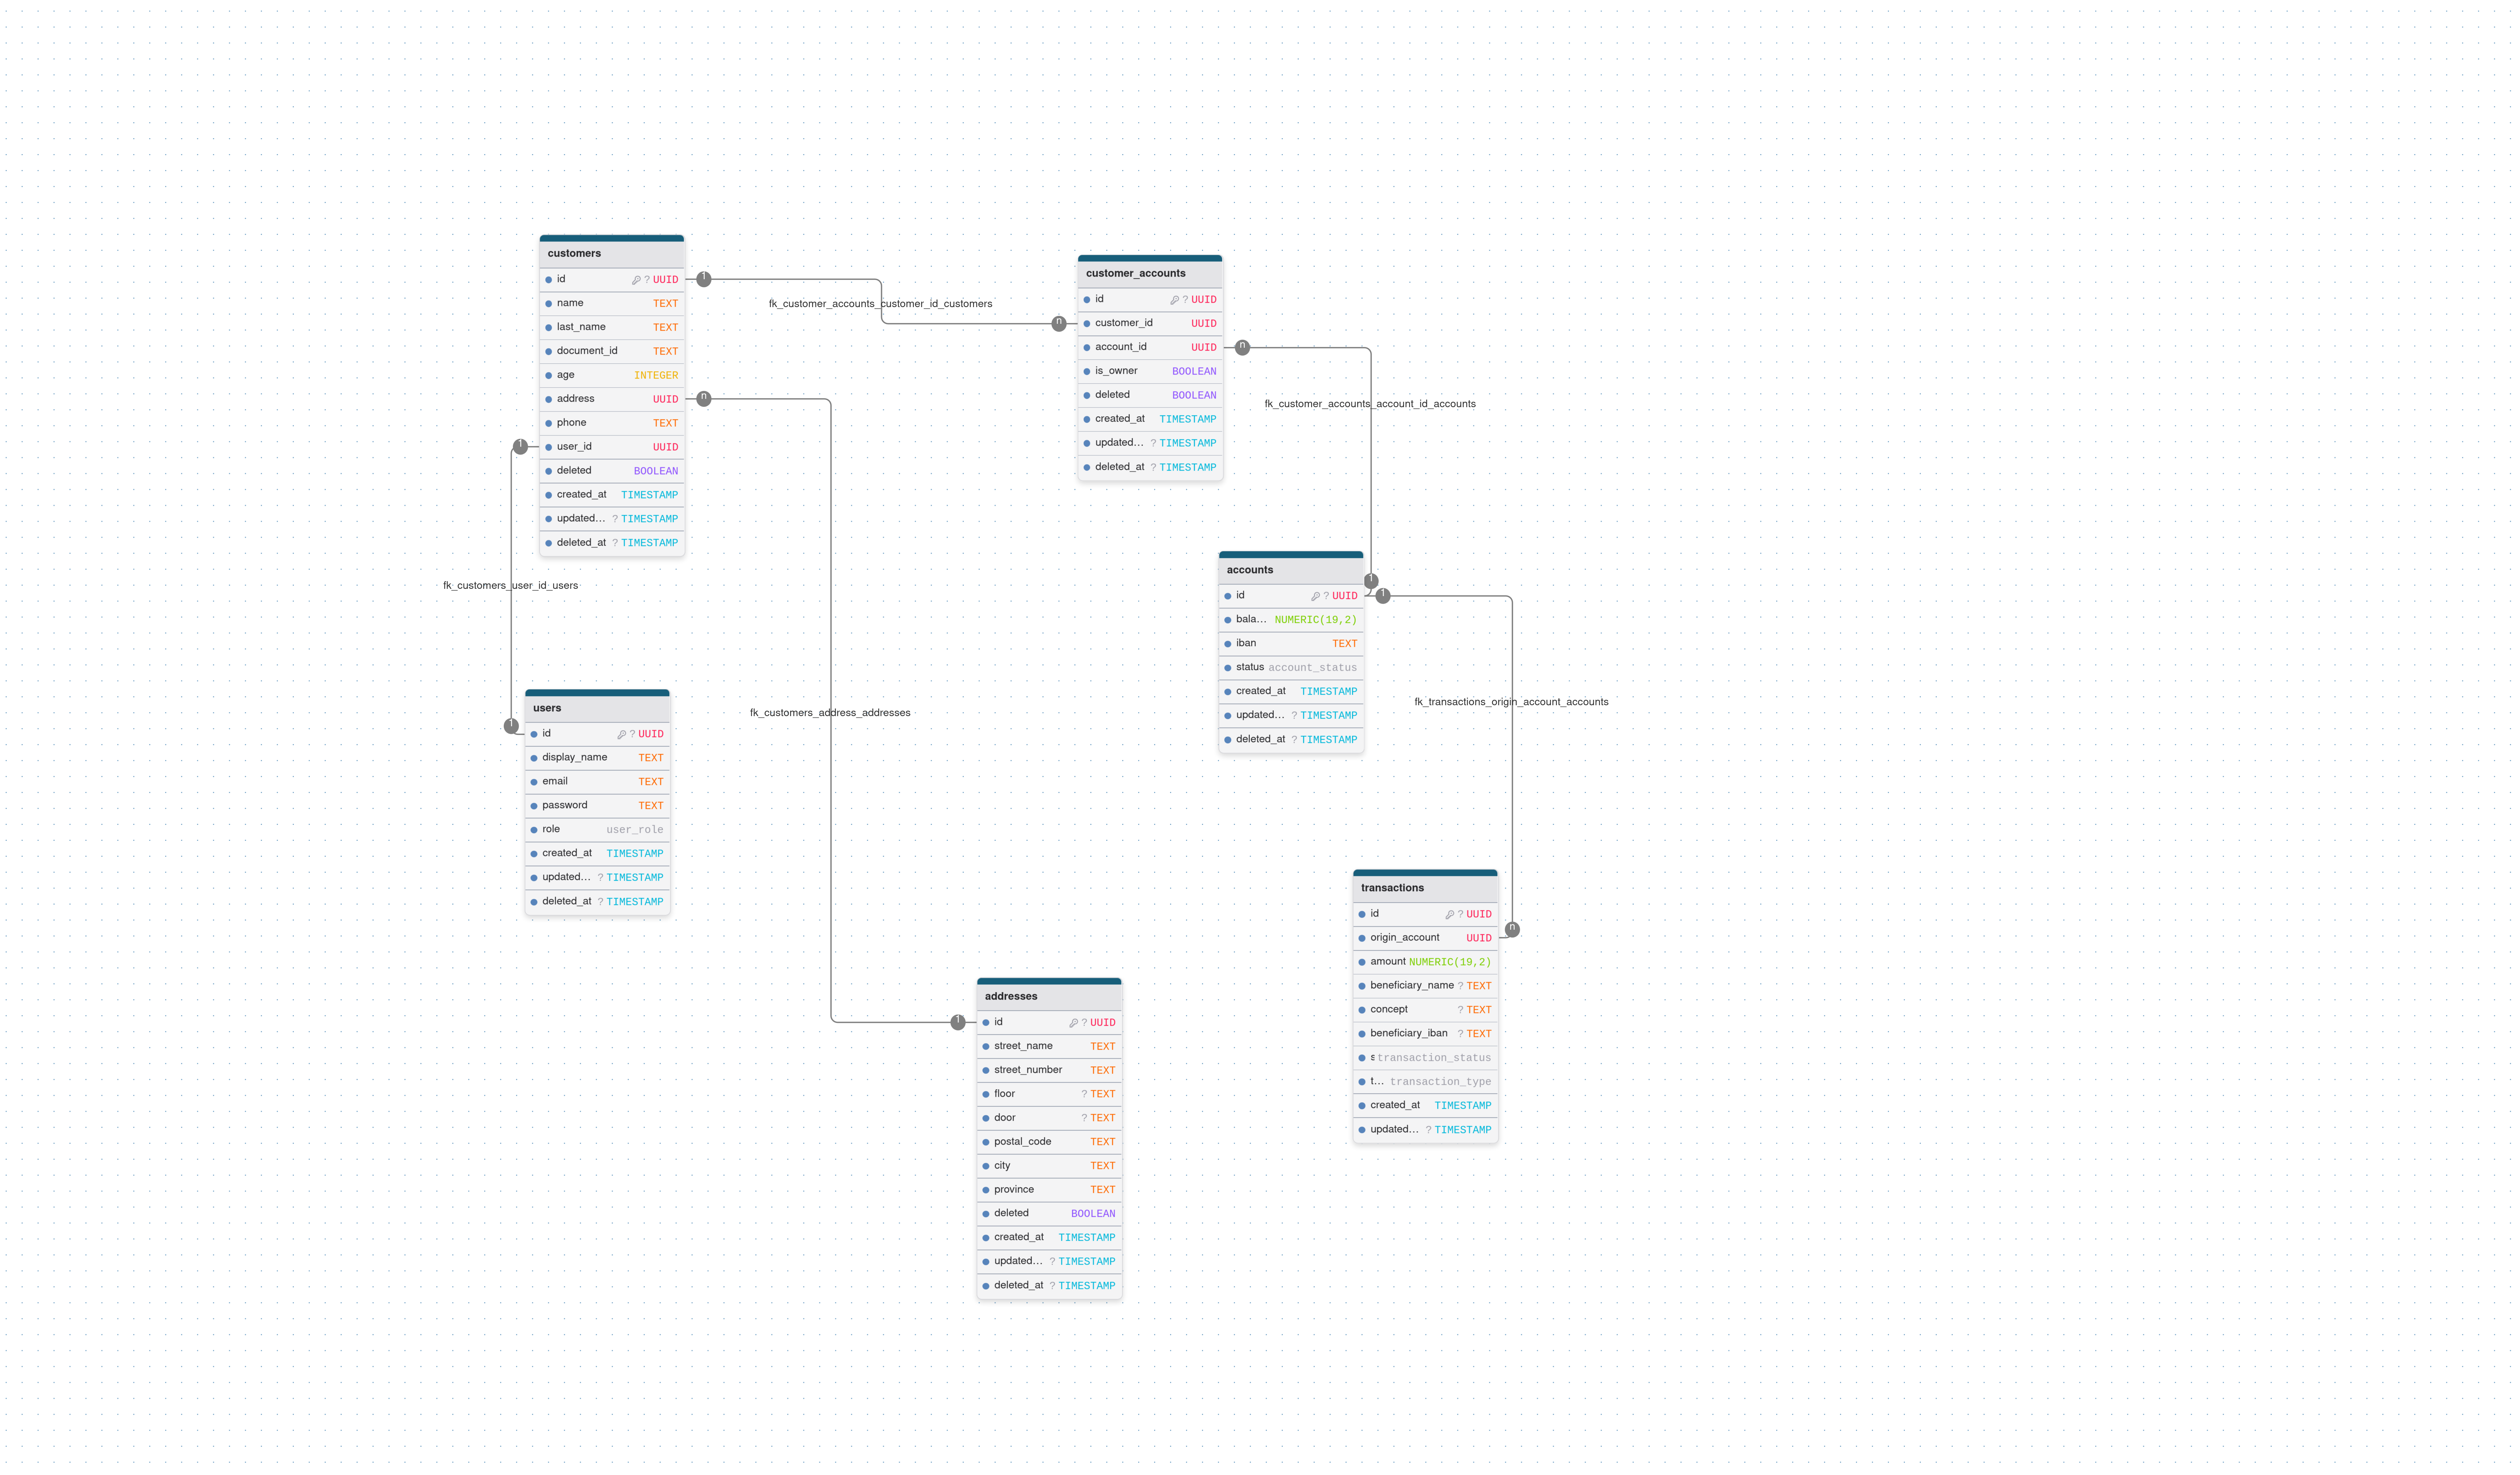 customers
id ? UUID
name TEXT
last_name TEXT
document_id TEXT
age INTEGER
address UUID
phone TEXT
user_id UUID
deleted BOOLEAN
created_at TIMESTAMP
updated... ? TIMESTAMP
deleted_at ? TIMESTAMP
1
n
1
fk_customer_accounts_customer_id_customers
n
customer_accounts
id ? UUID
customer_id UUID
account_id UUID
is_owner BOOLEAN
deleted BOOLEAN
created_at TIMESTAMP
updated... ? TIMESTAMP
deleted_at ? TIMESTAMP
n
fk_customer_accounts_account_id_accounts
1
1
accounts
id ? UUID
bala... NUMERIC(19,2)
iban TEXT
status account_status
created_at TIMESTAMP
updated... ? TIMESTAMP
deleted_at ? TIMESTAMP
fk_customers_user_id_users
1
users
id ? UUID
display_name TEXT
email TEXT
password TEXT
role user_role
created_at TIMESTAMP
updated... ? TIMESTAMP
deleted_at ? TIMESTAMP
fk_customers_address_addresses
fk_transactions_origin_account_accounts
n
transactions
id ? UUID
origin_account UUID
amount NUMERIC(19,2)
beneficiary_name ? TEXT
concept ? TEXT
beneficiary_iban ? TEXT
s transaction_status
t... transaction_type
created_at TIMESTAMP
updated... ? TIMESTAMP
1
addresses
id ? UUID
street_name TEXT
street_number TEXT
floor ? TEXT
door ? TEXT
postal_code TEXT
city TEXT
province TEXT
deleted BOOLEAN
created_at TIMESTAMP
updated... ? TIMESTAMP
deleted_at ? TIMESTAMP